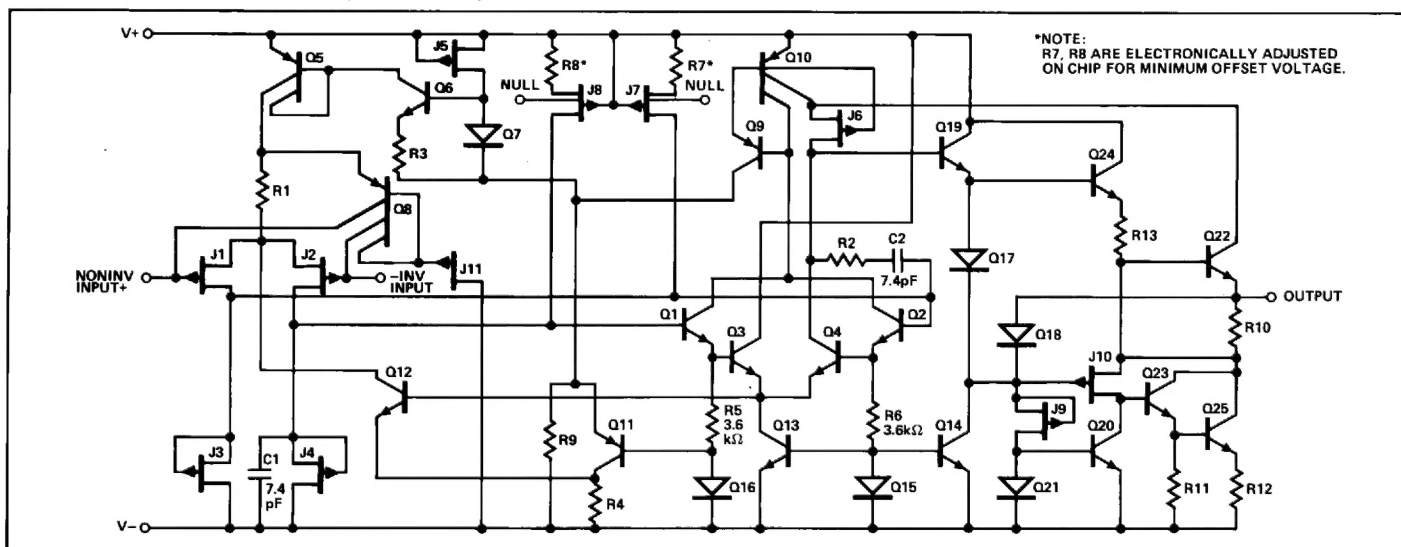 V+
Q5
J5
Q6
R8*
NULL
J8
J7
R7*
NULL
Q10
*NOTE:
R7, R8 ARE ELECTRONICALLY ADJUSTED
ON CHIP FOR MINIMUM OFFSET VOLTAGE.
Q7
R3
Q9
J6
Q19
Q24
R1
Q8
R13
Q22
J1
J2
NONINV
INPUT+
-INV
INPUT
J11
R2
C2
7.4pF
Q17
OUTPUT
Q1
Q3
Q4
Q2
Q18
R10
Q12
J10
Q23
J3
C1
7.4
pF
J4
R9
Q11
R5
3.6
kΩ
Q13
R6
3.6kΩ
Q14
J9
Q20
Q25
R4
Q16
Q15
Q21
R11
R12
V-